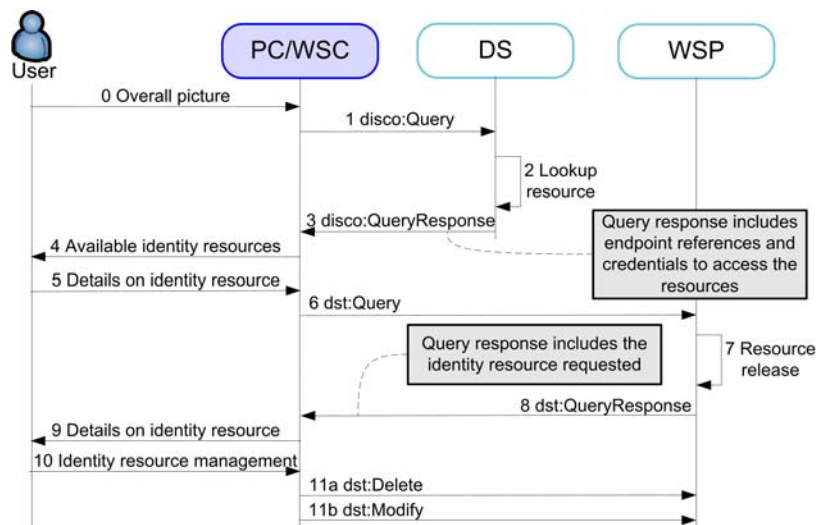 User
PC/WSC
DS
WSP
0 Overall picture
1 disco:Query
2 Lookup
resource
3 disco:QueryResponse
Query response includes
endpoint references and
credentials to access the
resources
4 Available identity resources
5 Details on identity resource
6 dst:Query
Query response includes the
identity resource requested
7 Resource
release
8 dst:QueryResponse
9 Details on identity resource
10 Identity resource management
11a dst:Delete
11b dst:Modify